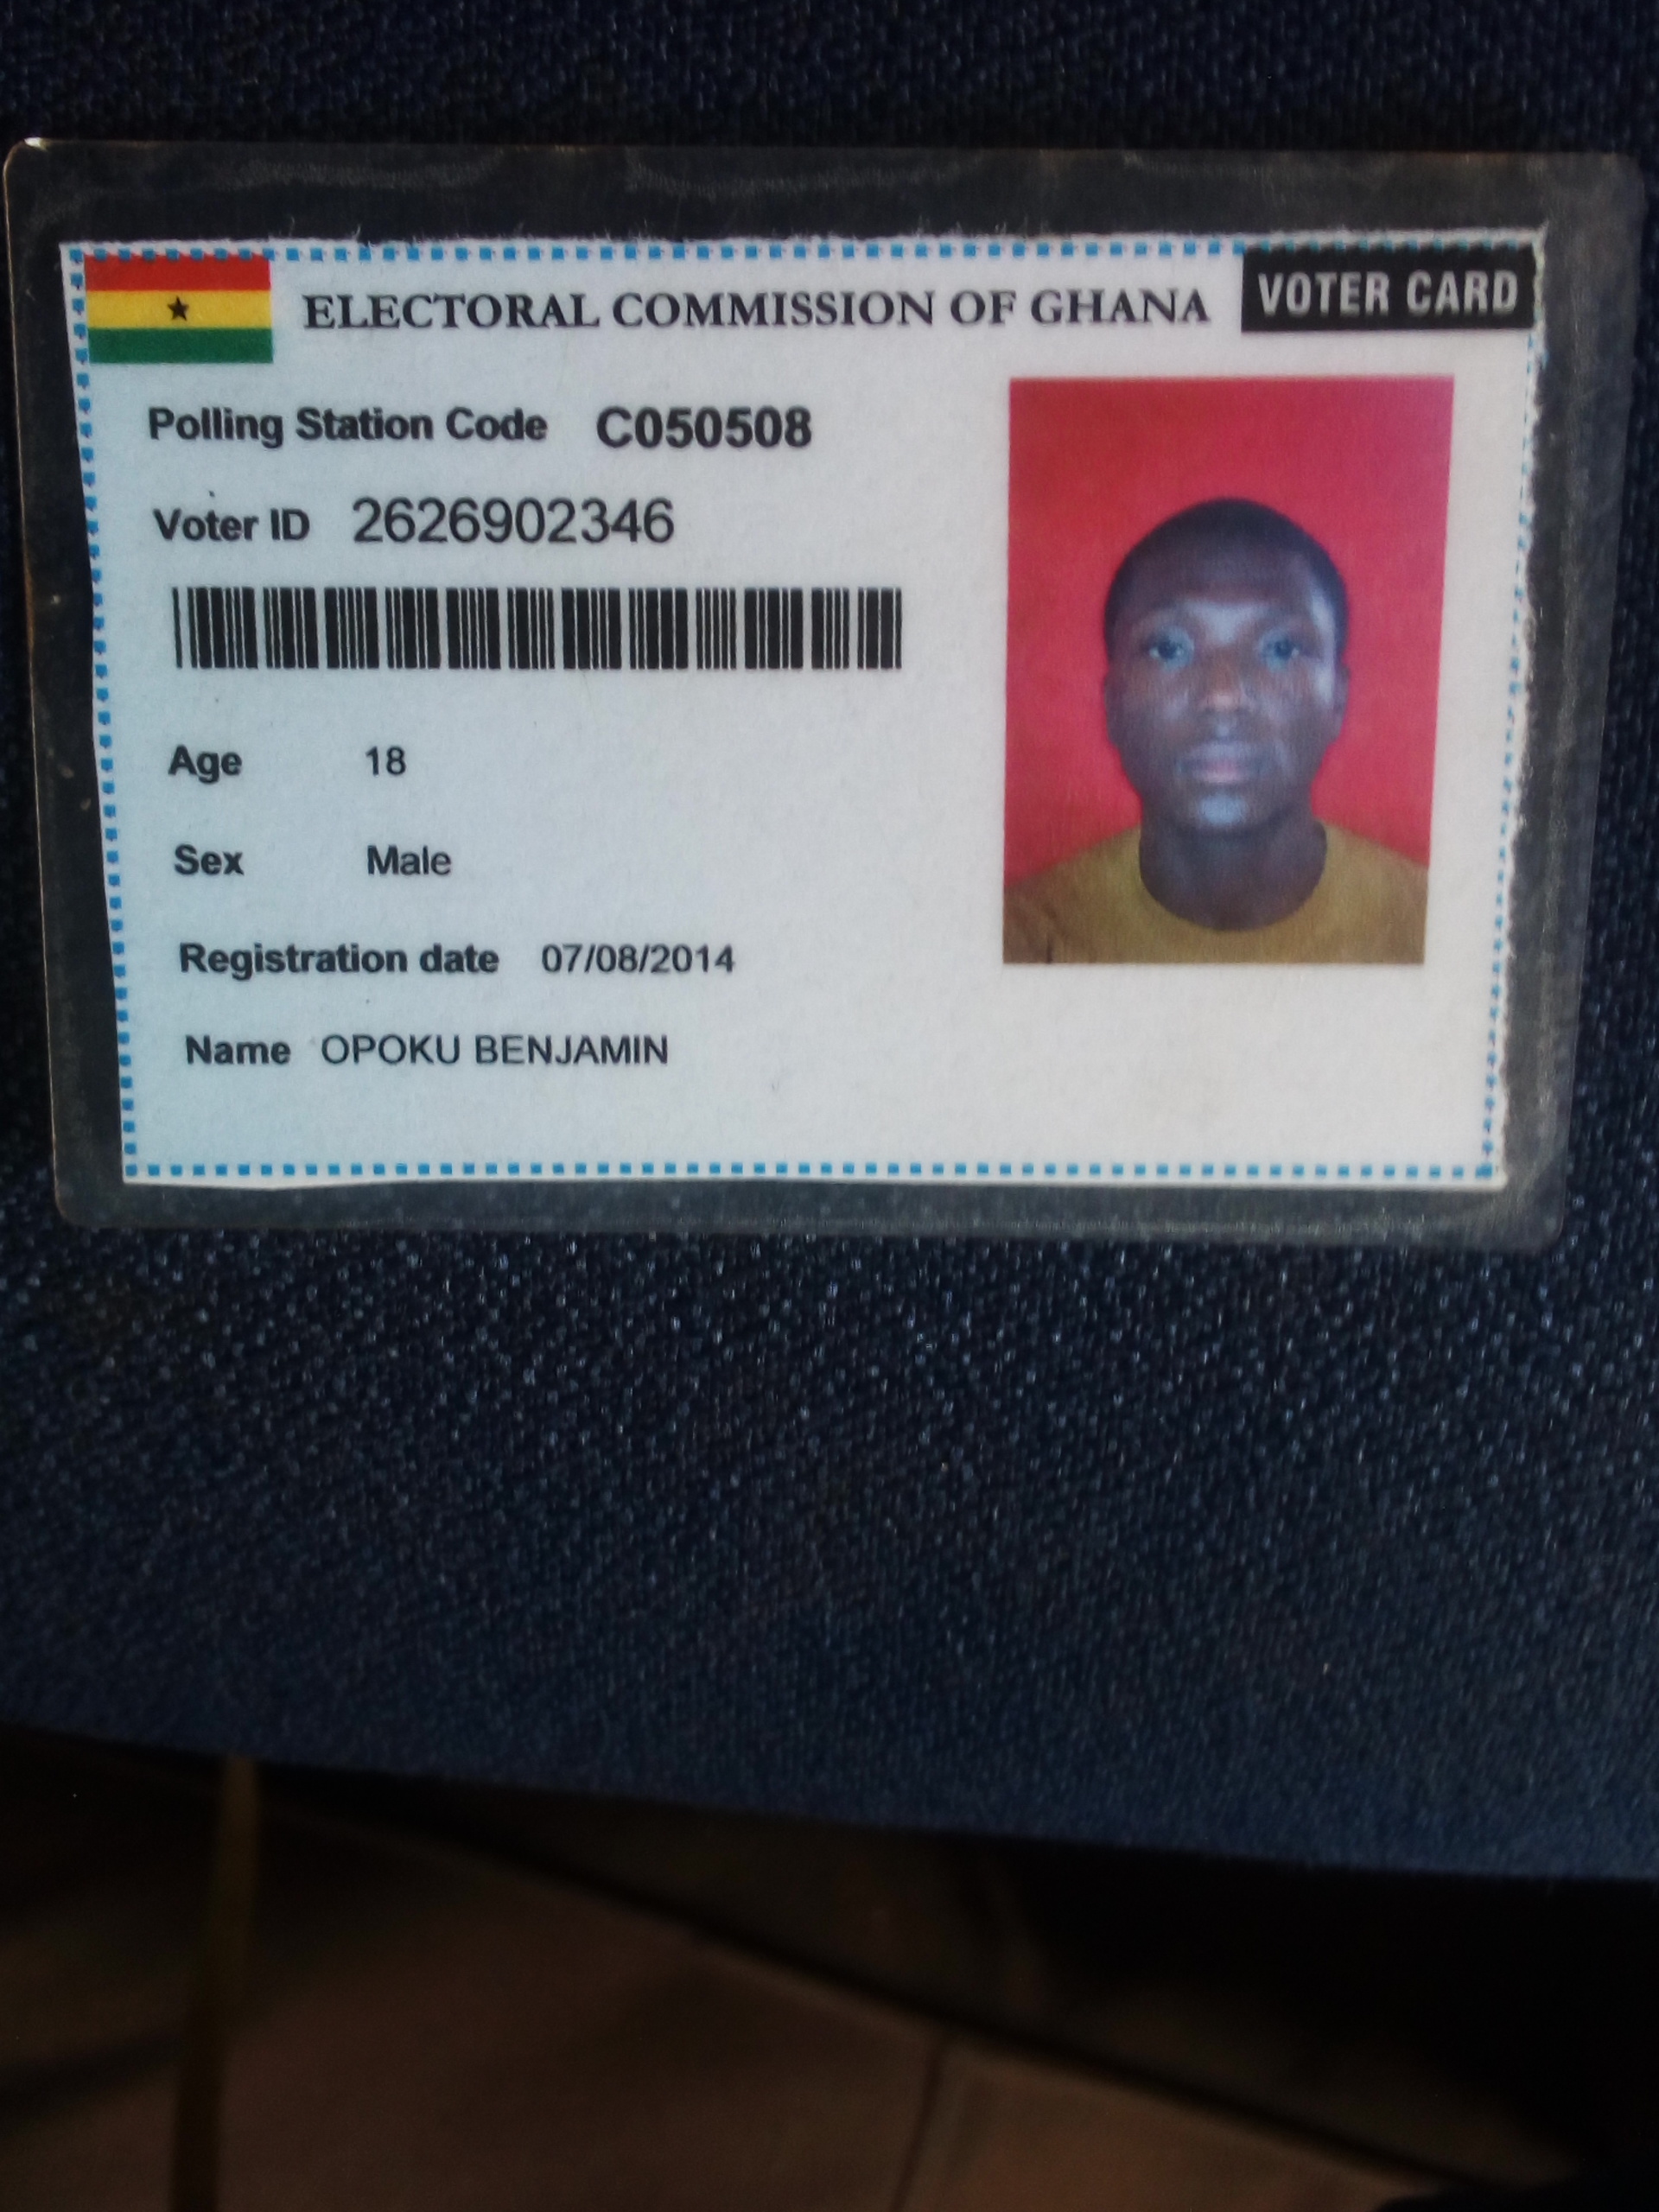 ELECTORAL COMMISSION OF GHANA
VOTER CARD
Polling Station Code C050508
Voter ID 2626902346
Age 18
Sex Male
Registration date 07/08/2014
Name OPOKU BENJAMIN